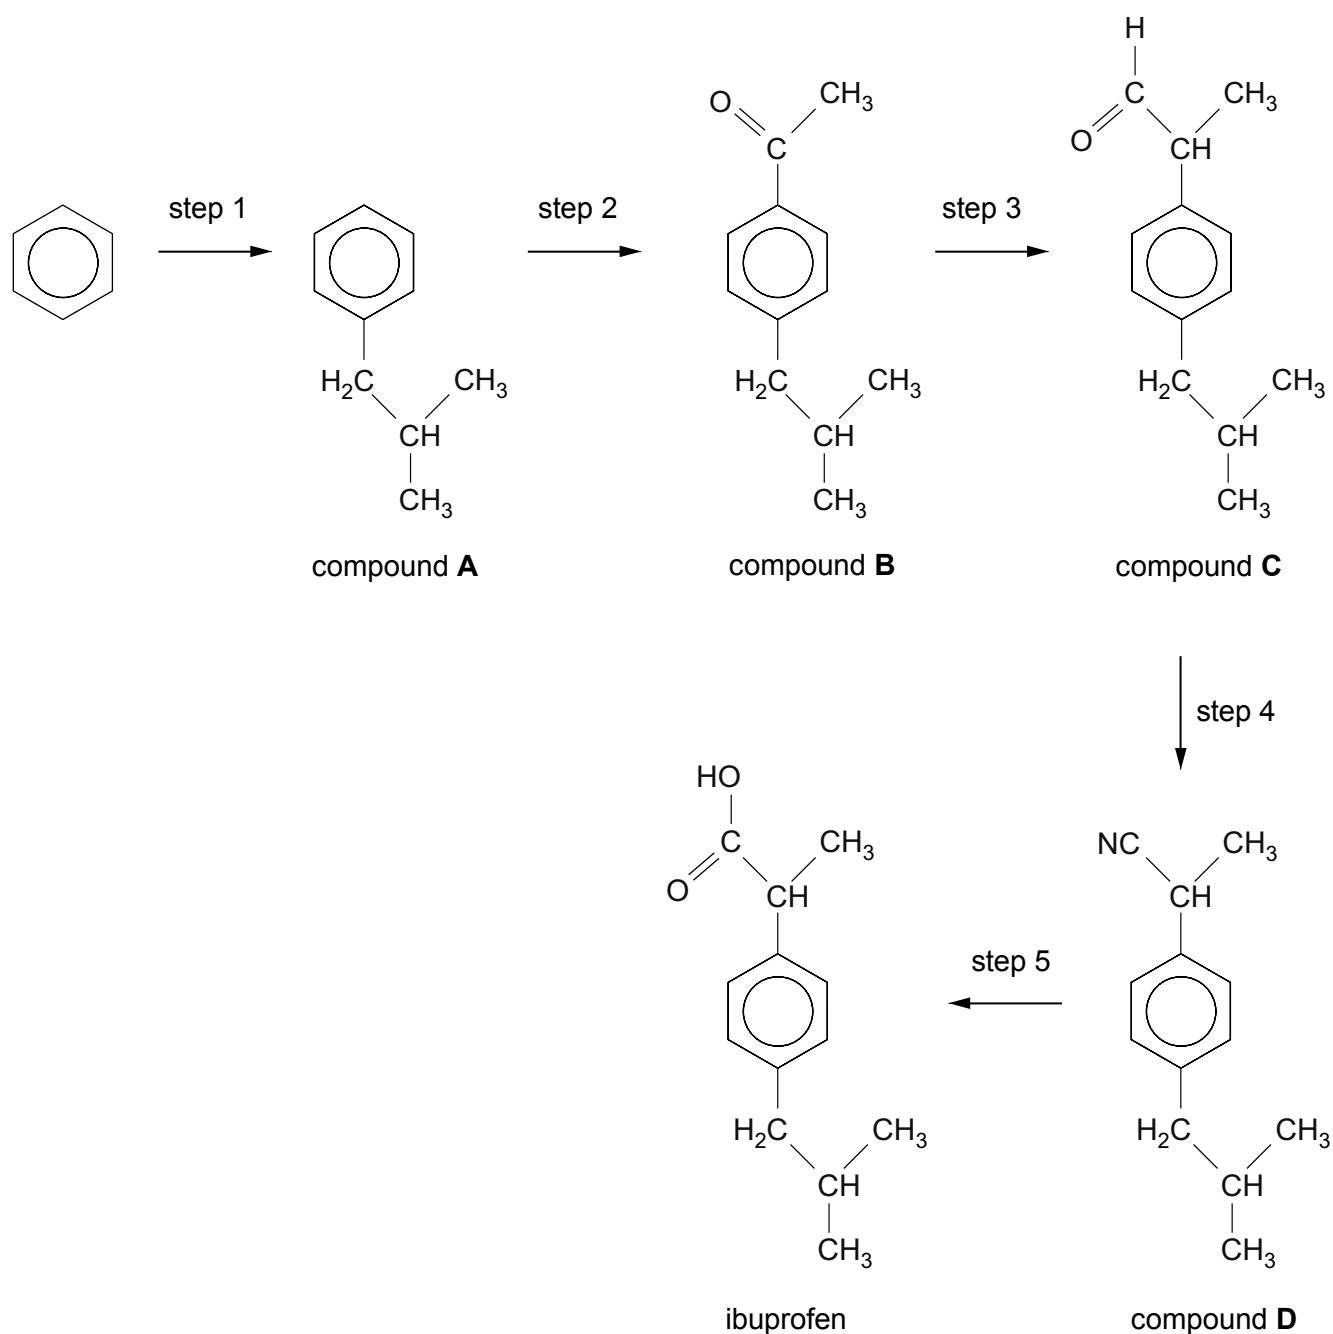 step 1
H₂C CH₃
CH
CH₃
compound A
step 2
O CH₃
C
H₂C CH₃
CH
CH₃
compound B
step 3
H
C CH₃
O CH
H₂C CH₃
CH
CH₃
compound C
step 4
NC CH₃
CH
H₂C CH₃
CH
CH₃
compound D
step 5
HO
C CH₃
O CH
H₂C CH₃
CH
CH₃
ibuprofen